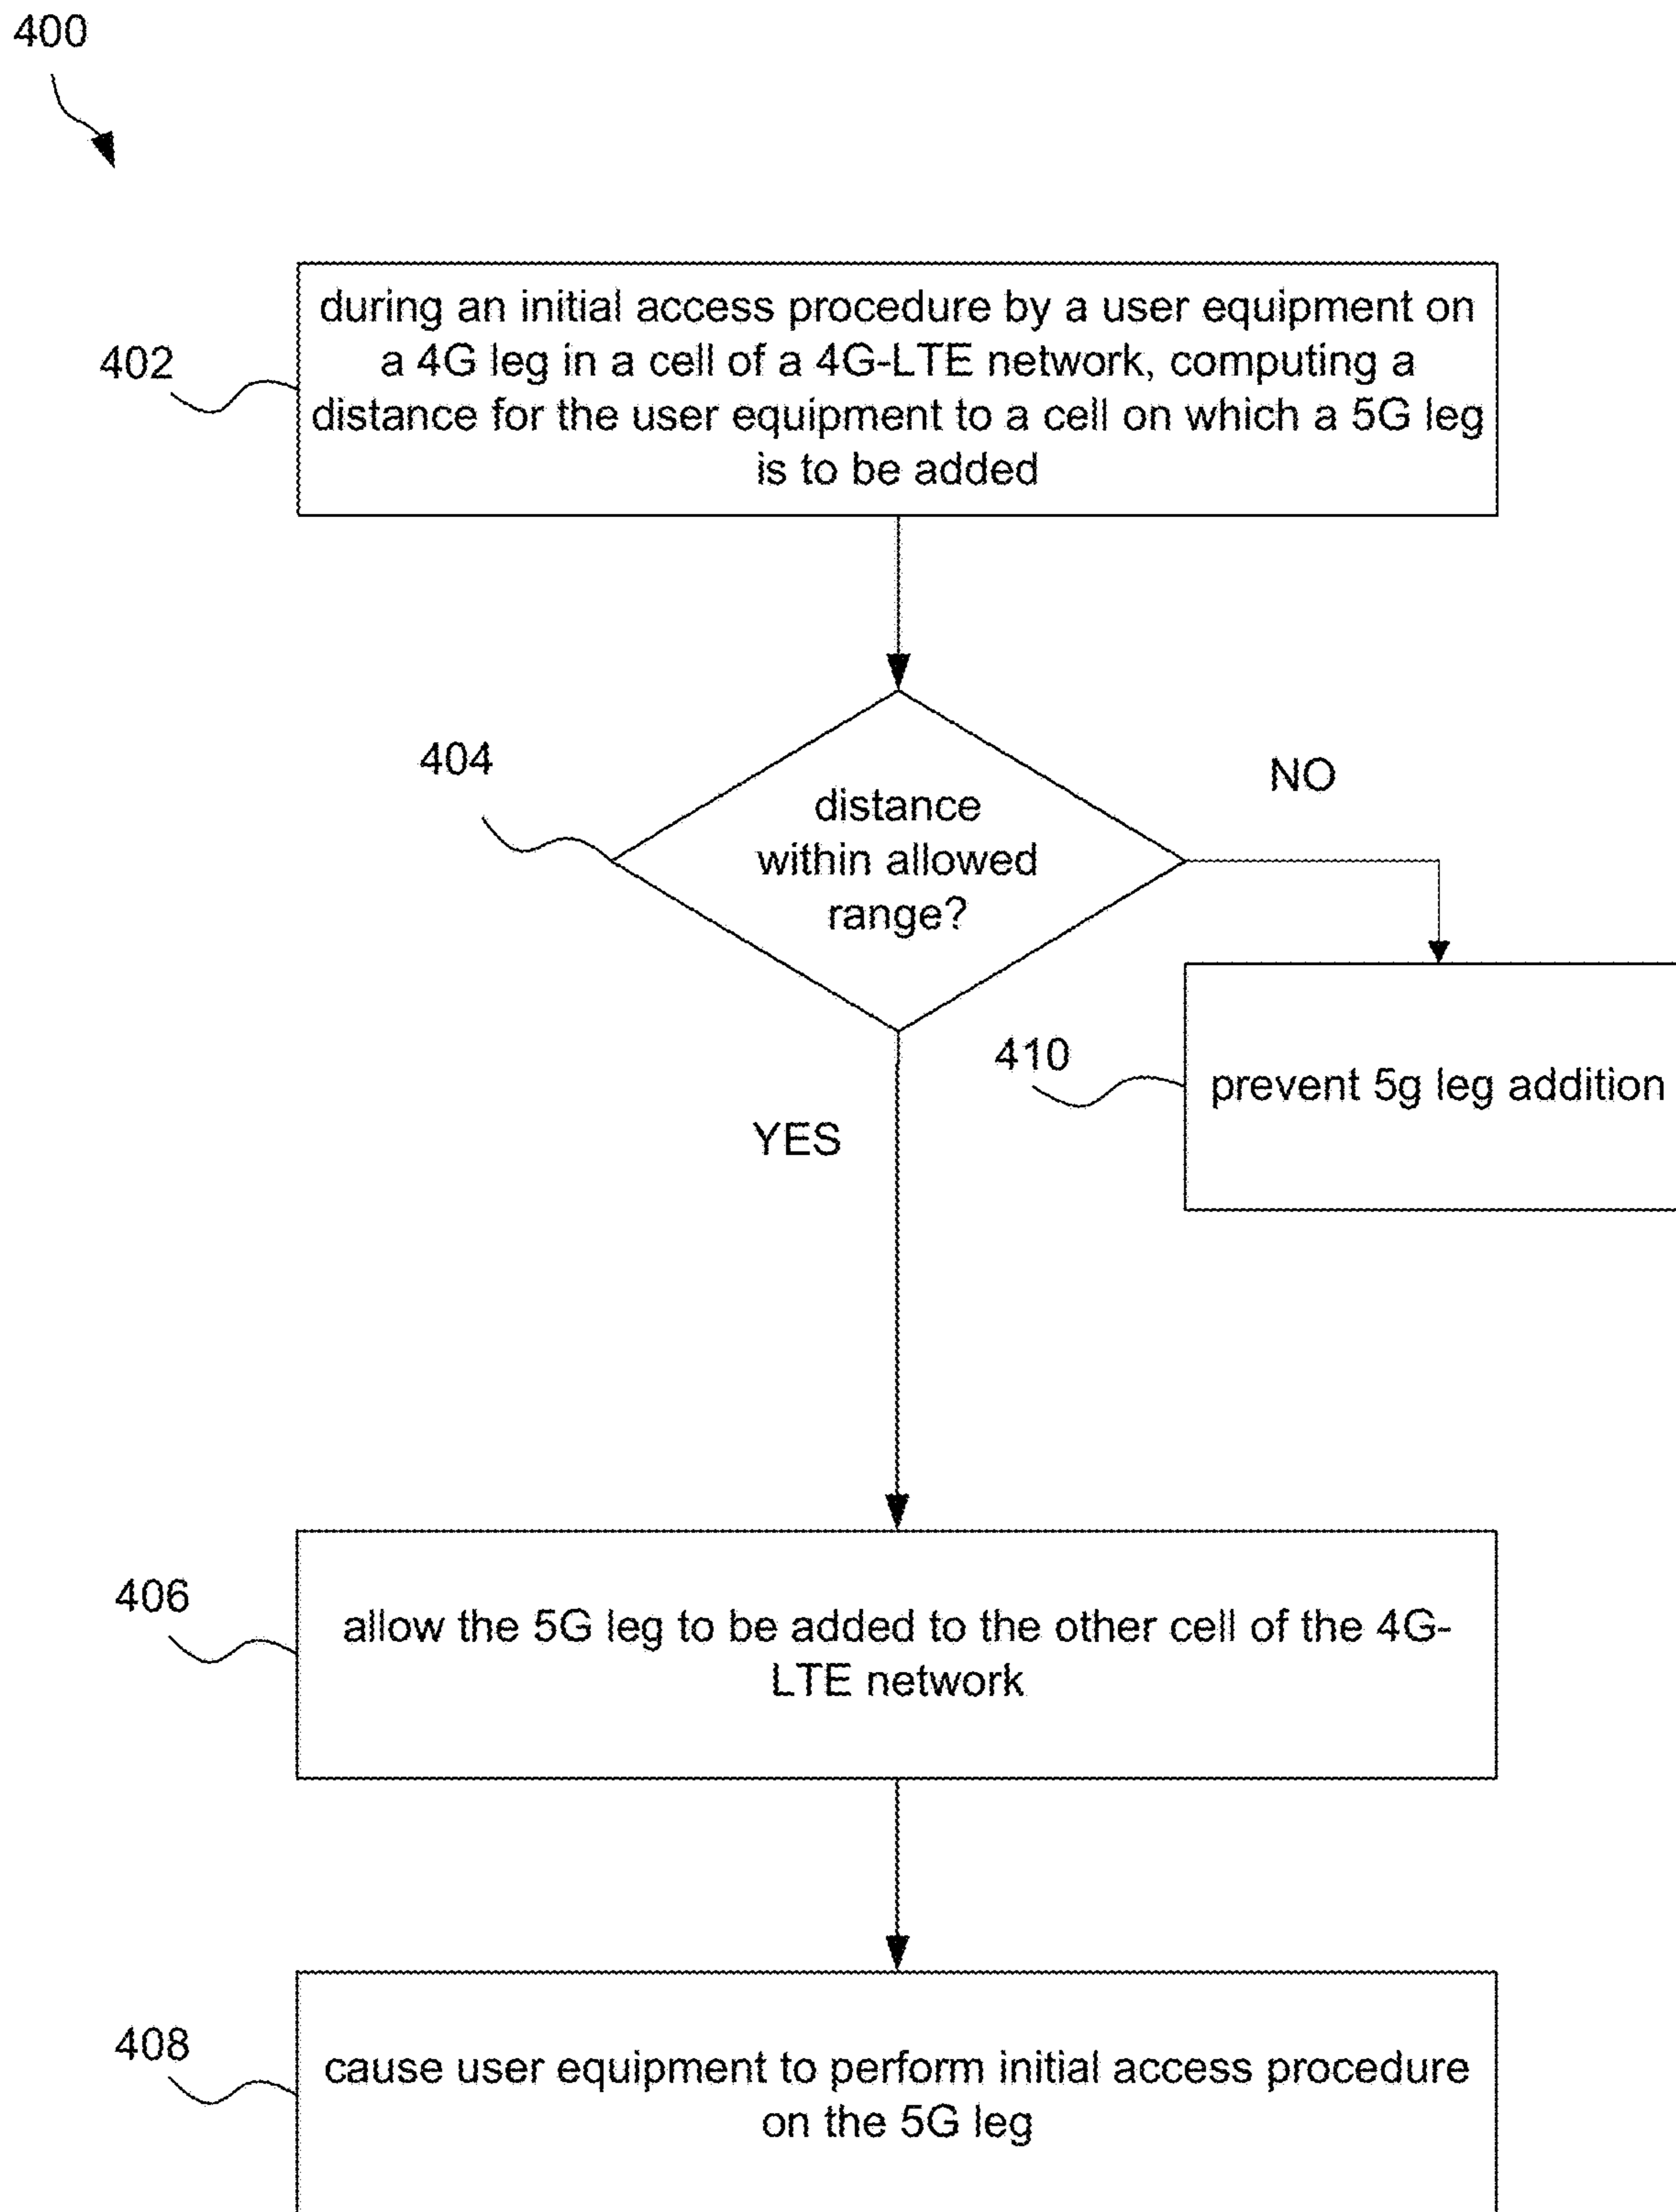 400
402
during an initial access procedure by a user equipment on
a 4G leg in a cell of a 4G-LTE network, computing a
distance for the user equipment to a cell on which a 5G leg
is to be added
404
distance
within allowed
range?
NO
410
prevent 5g leg addition
YES
406
allow the 5G leg to be added to the other cell of the 4G-
LTE network
408
cause user equipment to perform initial access procedure
on the 5G leg